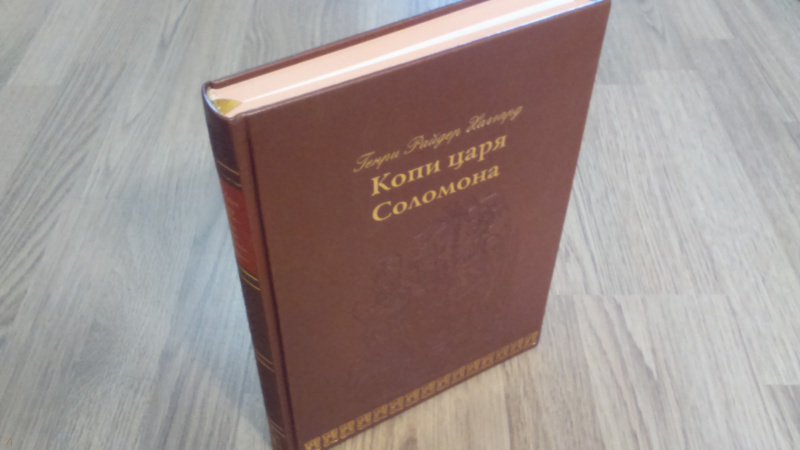 Генри Райдер Хаггард
Копи царя
Соломона